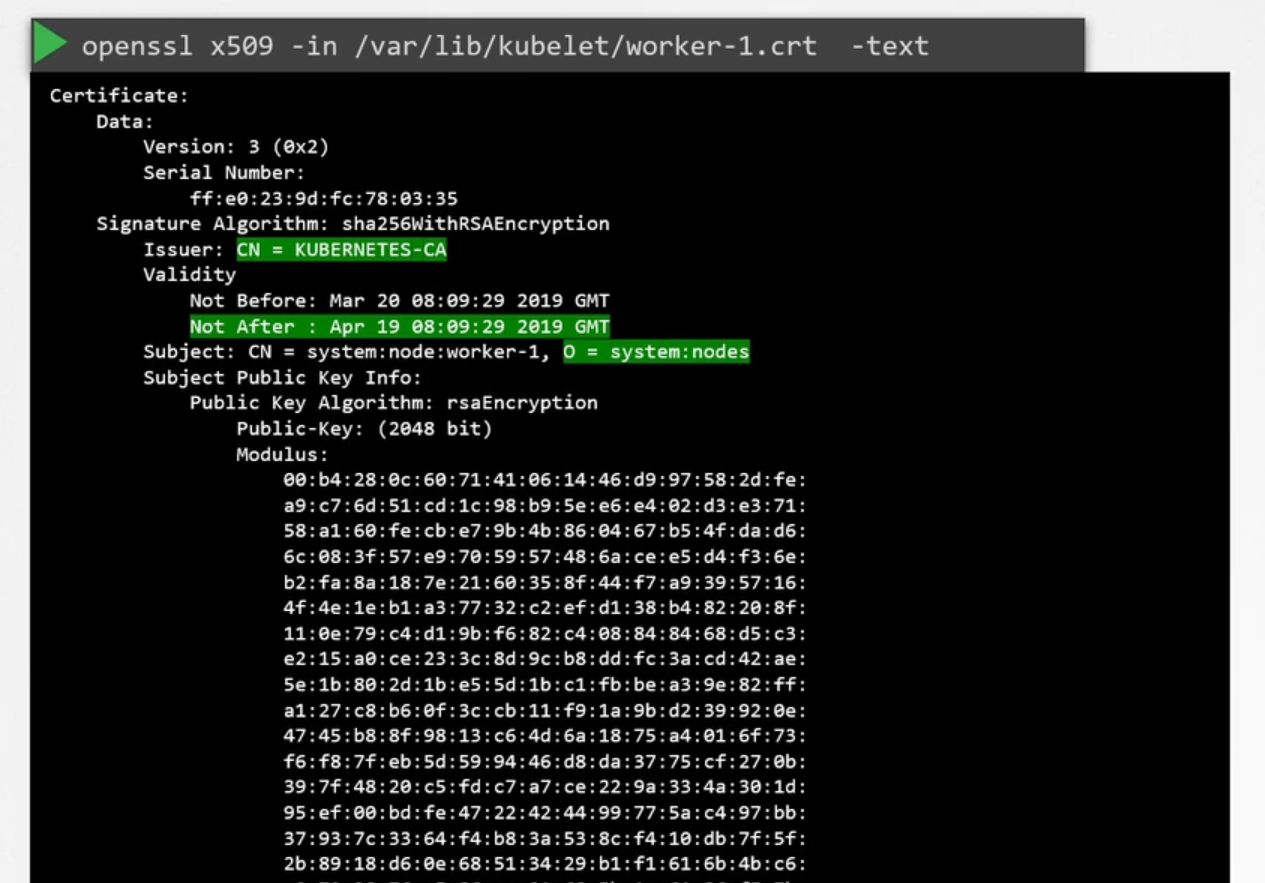 openssl x509 -in /var/lib/kubelet/worker-1.crt -text
Certificate:
Data:
Version: 3 (0x2)
Serial Number:
ff:e0:23:9d:fc:78:03:35
Signature Algorithm: sha256WithRSAEncryption
Issuer: CN = KUBERNETES-CA
Validity
Not Before: Mar 20 08:09:29 2019 GMT
Not After : Apr 19 08:09:29 2019 GMT
Subject: CN = system:node:worker-1, O = system:nodes
Subject Public Key Info:
Public Key Algorithm: rsaEncryption
Public-Key: (2048 bit)
Modulus:
00:b4:28:0c:60:71:41:06:14:46:d9:97:58:2d:fe:
a9:c7:6d:51:cd:1c:98:b9:5e:e6:e4:02:d3:e3:71:
58:a1:60:fe:cb:e7:9b:4b:86:04:67:b5:4f:da:d6:
6c:08:3f:57:e9:70:59:57:48:6a:ce:e5:d4:f3:6e:
b2:fa:8a:18:7e:21:60:35:8f:44:f7:a9:39:57:16:
4f:4e:1e:b1:a3:77:32:c2:ef:d1:38:b4:82:20:8f:
11:0e:79:c4:d1:9b:f6:82:c4:08:84:84:68:d5:c3:
e2:15:a0:ce:23:3c:8d:9c:b8:dd:fc:3a:cd:42:ae:
5e:1b:80:2d:1b:e5:5d:1b:c1:fb:be:a3:9e:82:ff:
a1:27:c8:b6:0f:3c:cb:11:f9:1a:9b:d2:39:92:0e:
47:45:b8:8f:98:13:c6:4d:6a:18:75:a4:01:6f:73:
f6:f8:7f:eb:5d:59:94:46:d8:da:37:75:cf:27:0b:
39:7f:48:20:c5:fd:c7:a7:ce:22:9a:33:4a:30:1d:
95:ef:00:bd:fe:47:22:42:44:99:77:5a:c4:97:bb:
37:93:7c:33:64:f4:b8:3a:53:8c:f4:10:db:7f:5f:
2b:89:18:d6:0e:68:51:34:29:b1:f1:61:6b:4b:c6: